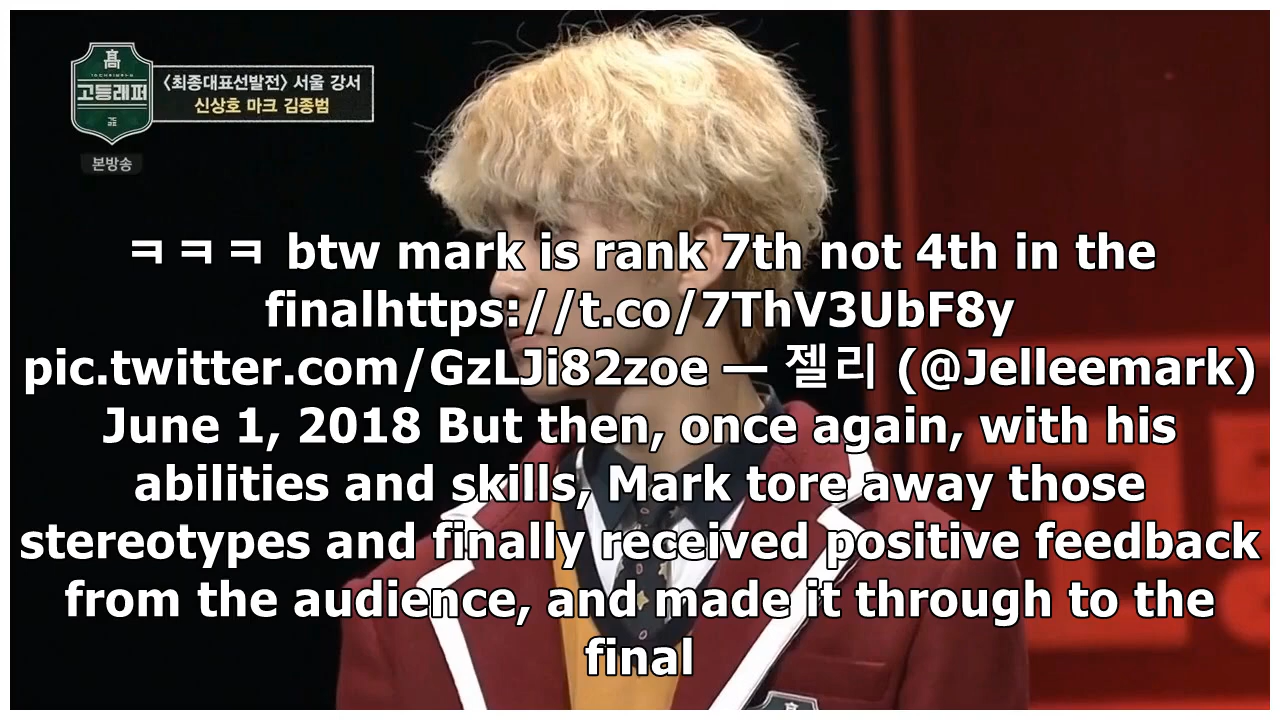 高
고등래퍼
〈최종대표선발전〉 서울 강서
신상호 마크 김종범
본방송
ㅋㅋㅋ btw mark is rank 7th not 4th in the
finalhttps://t.co/7ThV3UbF8y
pic.twitter.com/GzLJi82zoe — 젤리 (@Jelleemark)
June 1, 2018 But then, once again, with his
abilities and skills, Mark tore away those
stereotypes and finally received positive feedback
from the audience, and made it through to the
final
高